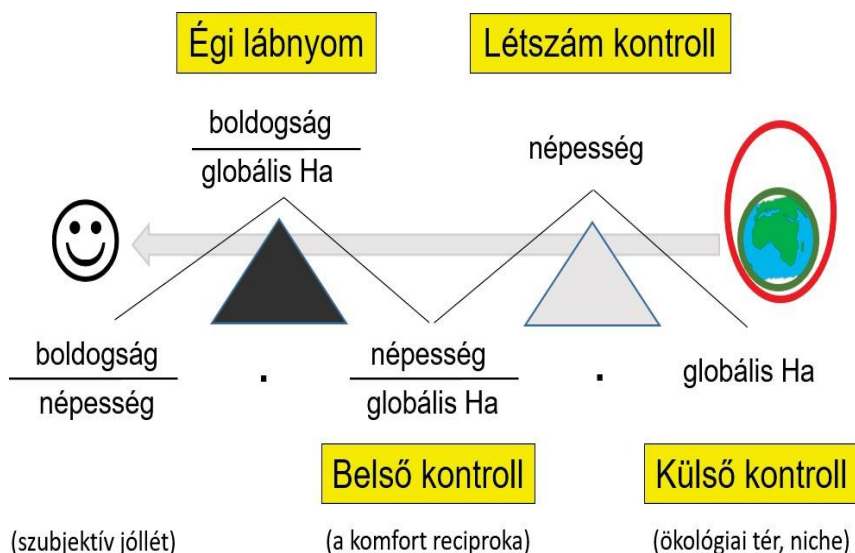 Égi lábnyom
Létszám kontroll
boldogság
globális Ha
népesség
boldogság
népesség
.
népesség
globális Ha
.
globális Ha
Belső kontroll
Külső kontroll
(szubjektív jóllét)
(a komfort reciproka)
(ökológiai tér, niche)